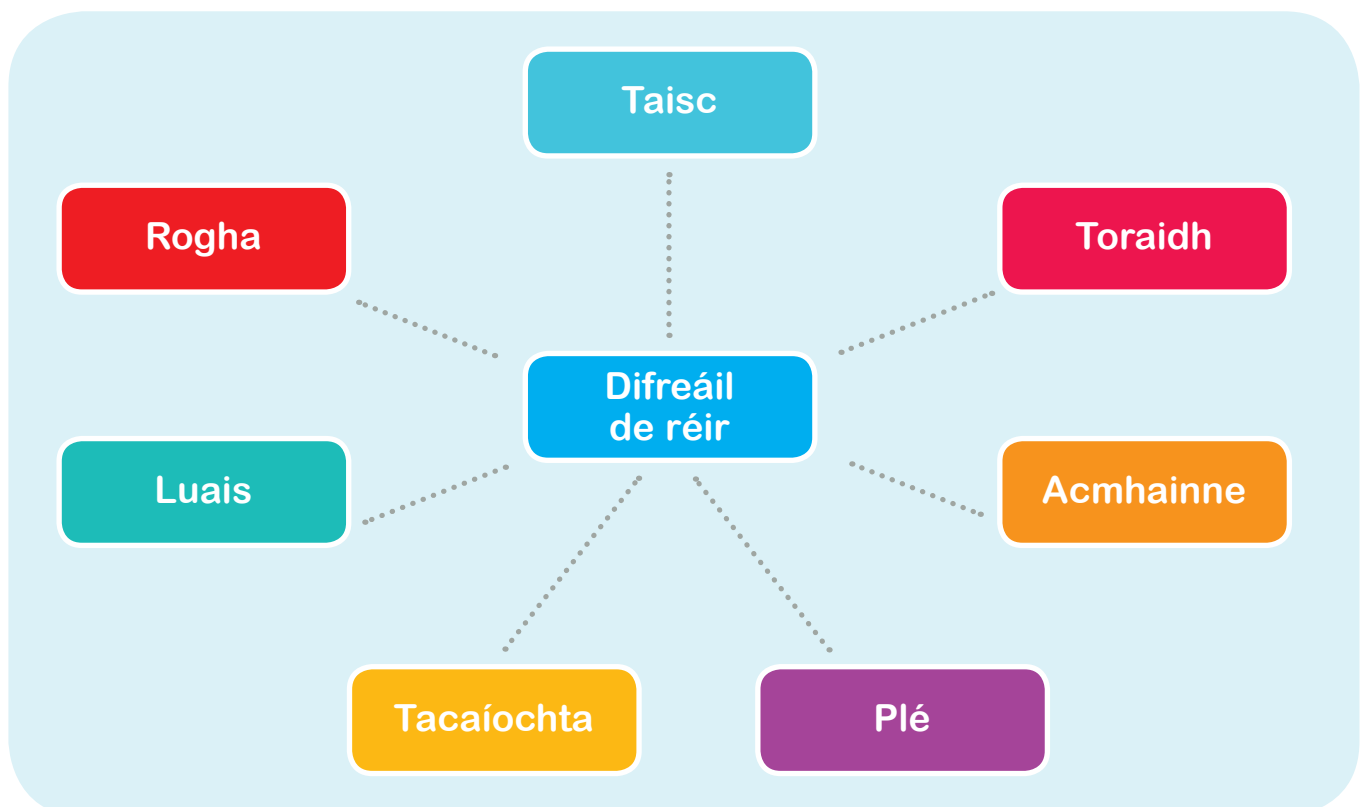 Taisc
Rogha
Toraidh
Difreáil
de réir
Luais
Acmhainne
Tacaíochta
Plé